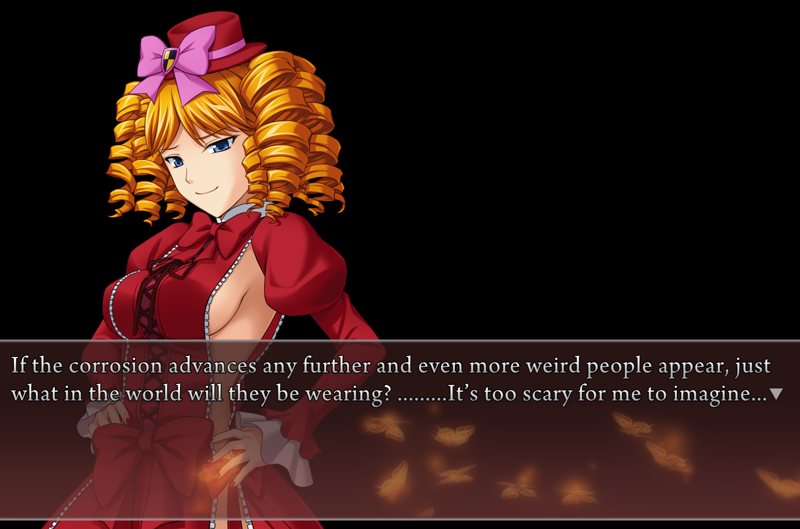 If the corrosion advances any further and even more weird people appear, just
what in the world will they be wearing? .........It's too scary for me to imagine...